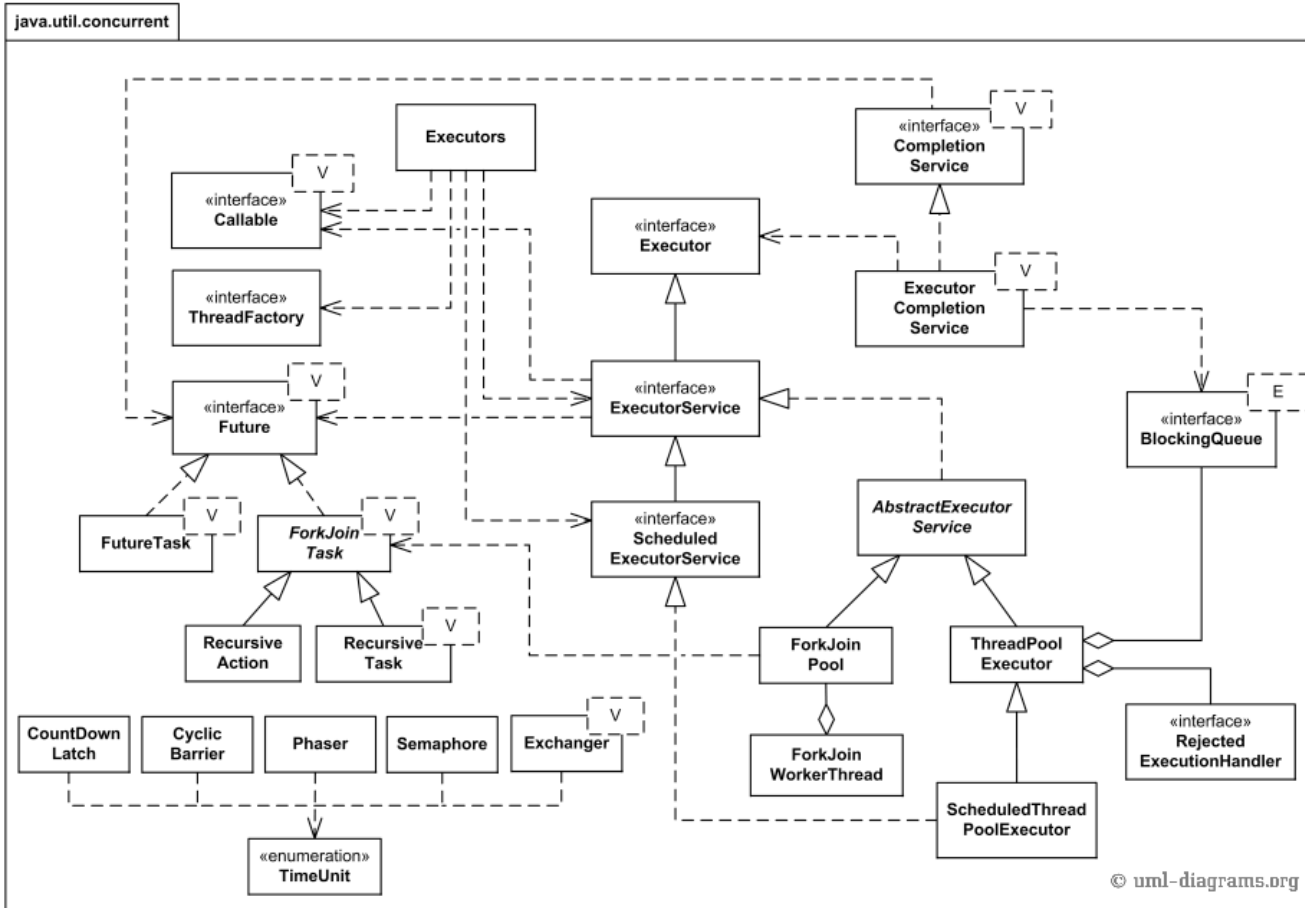 java.util.concurrent
Executors
«interface»
Completion
Service
V
«interface»
Callable
V
«interface»
Executor
«interface»
ThreadFactory
Executor
Completion
Service
V
«interface»
Future
V
«interface»
ExecutorService
«interface»
BlockingQueue
E
FutureTask
V
ForkJoin
Task
V
«interface»
Scheduled
ExecutorService
AbstractExecutor
Service
Recursive
Action
Recursive
Task
V
ForkJoin
Pool
ThreadPool
Executor
CountDown
Latch
Cyclic
Barrier
Phaser
Semaphore
Exchanger
V
ForkJoin
WorkerThread
«interface»
Rejected
ExecutionHandler
ScheduledThread
PoolExecutor
«enumeration»
TimeUnit
© uml-diagrams.org